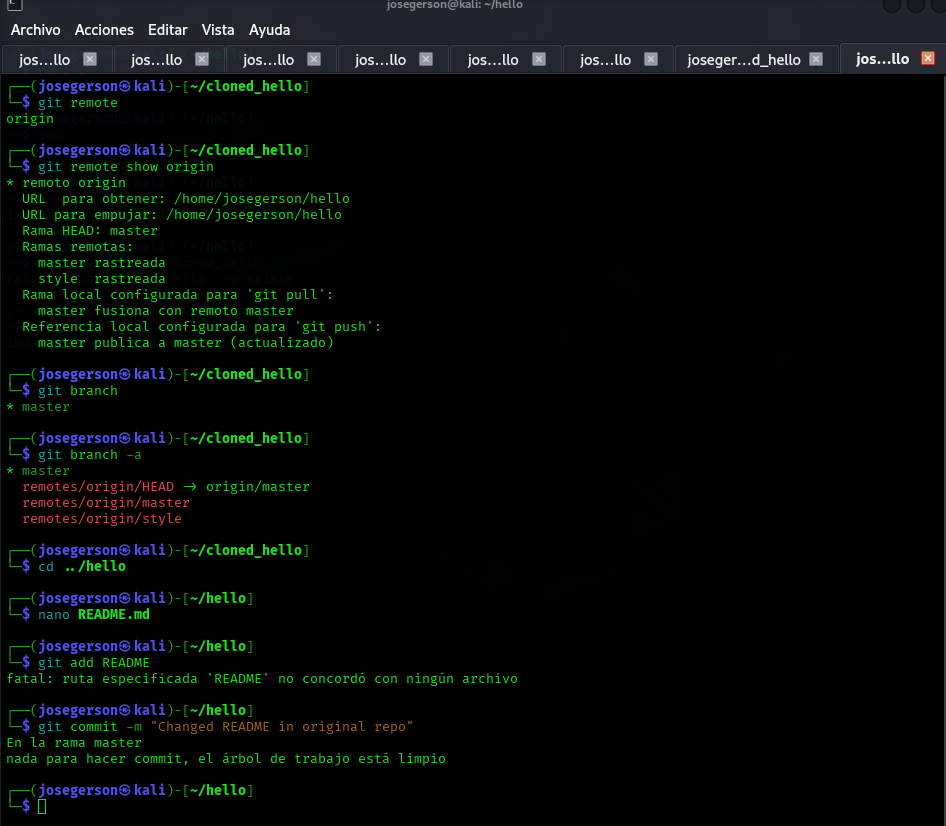 josegerson@kali: ~/hello
Archivo Acciones Editar Vista Ayuda
jos...llo jos...llo jos...llo jos...llo jos...llo jos...llo joseger...d_hello jos...llo
┌──(josegerson㉿kali)-[~/cloned_hello]
└─$ git remote
origin
┌──(josegerson㉿kali)-[~/cloned_hello]
└─$ git remote show origin
* remoto origin
  URL  para obtener: /home/josegerson/hello
  URL para empujar: /home/josegerson/hello
  Rama HEAD: master
  Ramas remotas:
    master rastreada
    style  rastreada
  Rama local configurada para 'git pull':
    master fusiona con remoto master
  Referencia local configurada para 'git push':
    master publica a master (actualizado)
┌──(josegerson㉿kali)-[~/cloned_hello]
└─$ git branch
* master
┌──(josegerson㉿kali)-[~/cloned_hello]
└─$ git branch -a
* master
  remotes/origin/HEAD -> origin/master
  remotes/origin/master
  remotes/origin/style
┌──(josegerson㉿kali)-[~/cloned_hello]
└─$ cd ../hello
┌──(josegerson㉿kali)-[~/hello]
└─$ nano README.md
┌──(josegerson㉿kali)-[~/hello]
└─$ git add README
fatal: ruta especificada 'README' no concordó con ningún archivo
┌──(josegerson㉿kali)-[~/hello]
└─$ git commit -m "Changed README in original repo"
En la rama master
nada para hacer commit, el árbol de trabajo está limpio
┌──(josegerson㉿kali)-[~/hello]
└─$